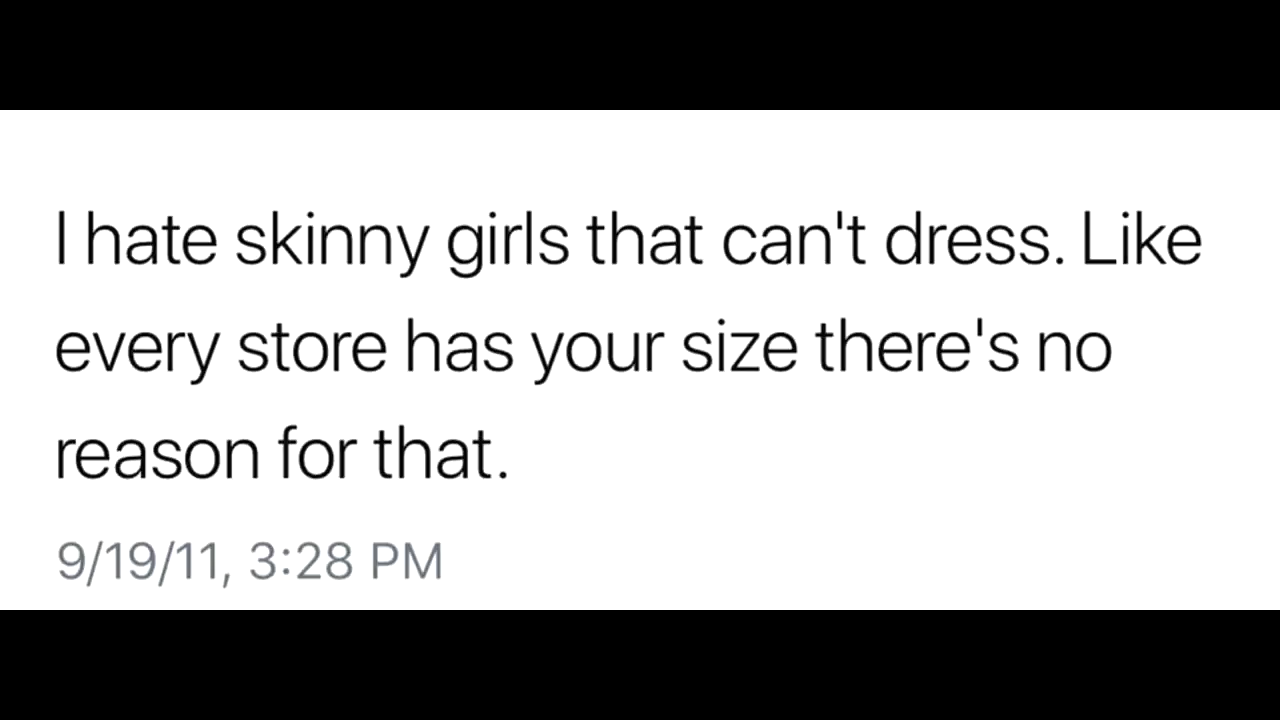 I hate skinny girls that can't dress. Like
every store has your size there's no
reason for that.
9/19/11, 3:28 PM